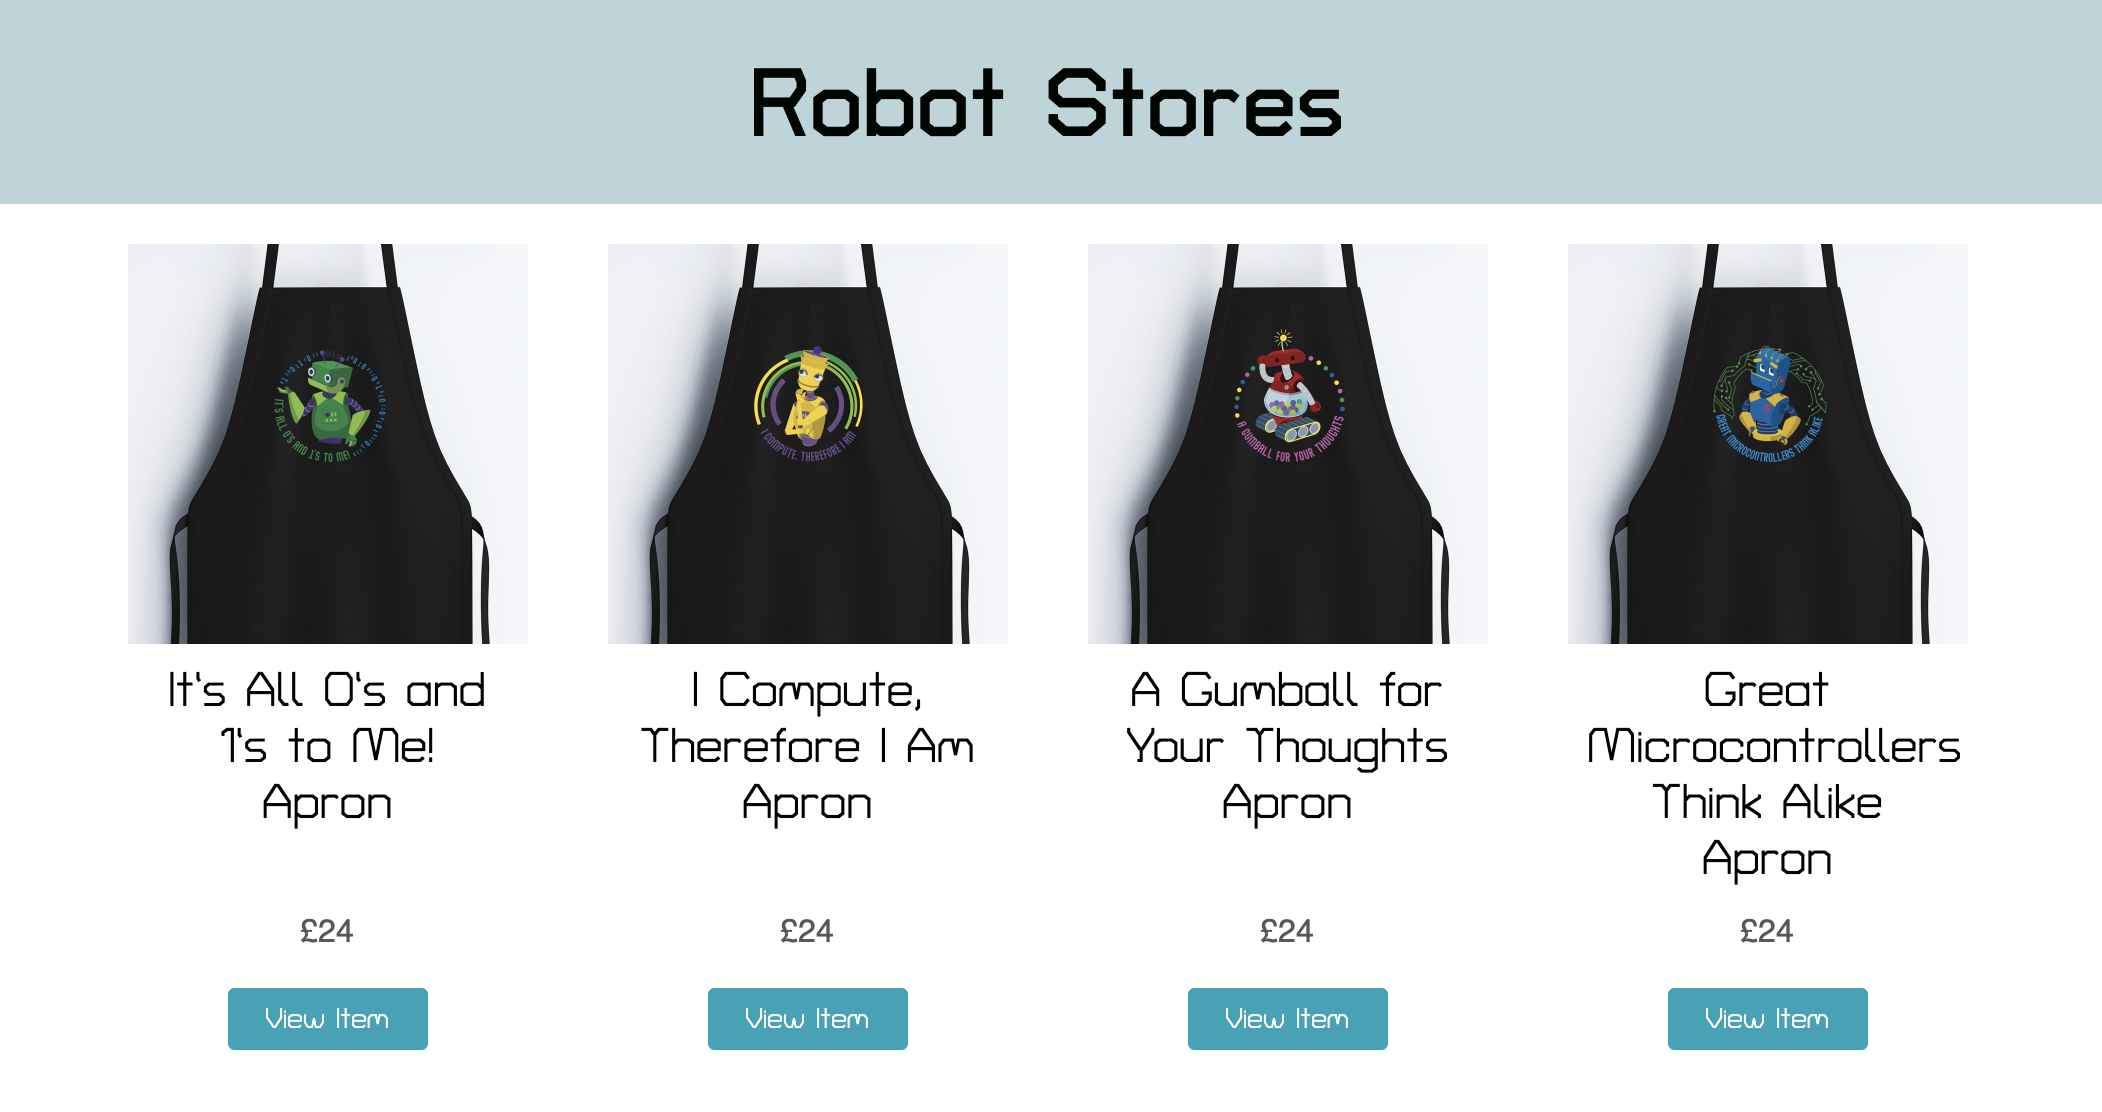 Robot Stores
IT'S ALL 0'S AND 1'S TO ME!
I COMPUTE, THEREFORE I AM
A GUMBALL FOR YOUR THOUGHTS
GREAT MICROCONTROLLERS THINK ALIKE
It's All 0's and
1's to Me!
Apron
I Compute,
Therefore I Am
Apron
A Gumball for
Your Thoughts
Apron
Great
Microcontrollers
Think Alike
Apron
£24
£24
£24
£24
View Item
View Item
View Item
View Item